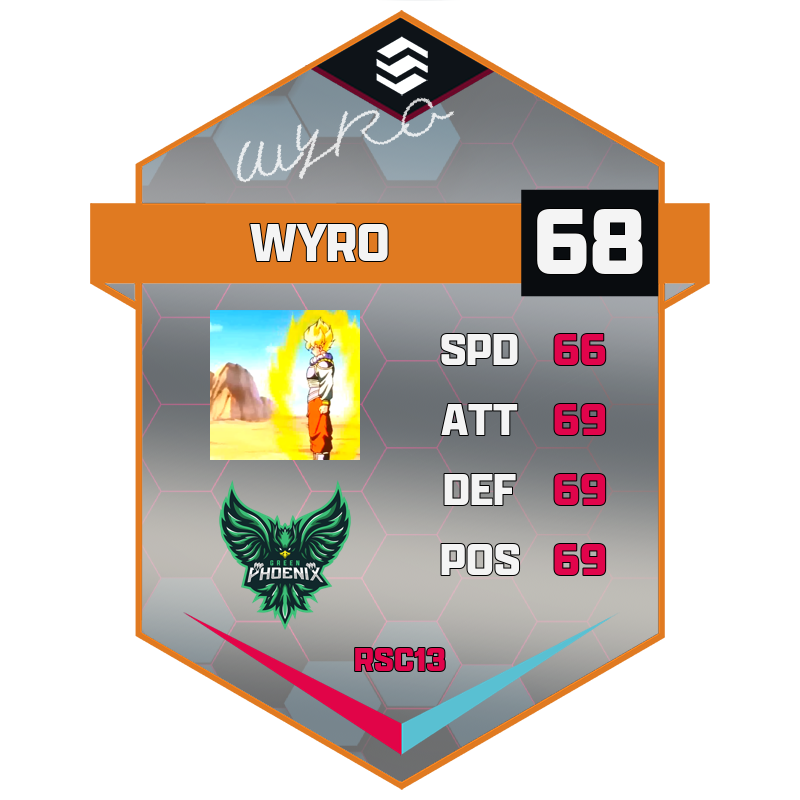 wyro
WYRO 68
SPD 66
ATT 69
DEF 69
POS 69
GREEN
PHOENIX
RSC13